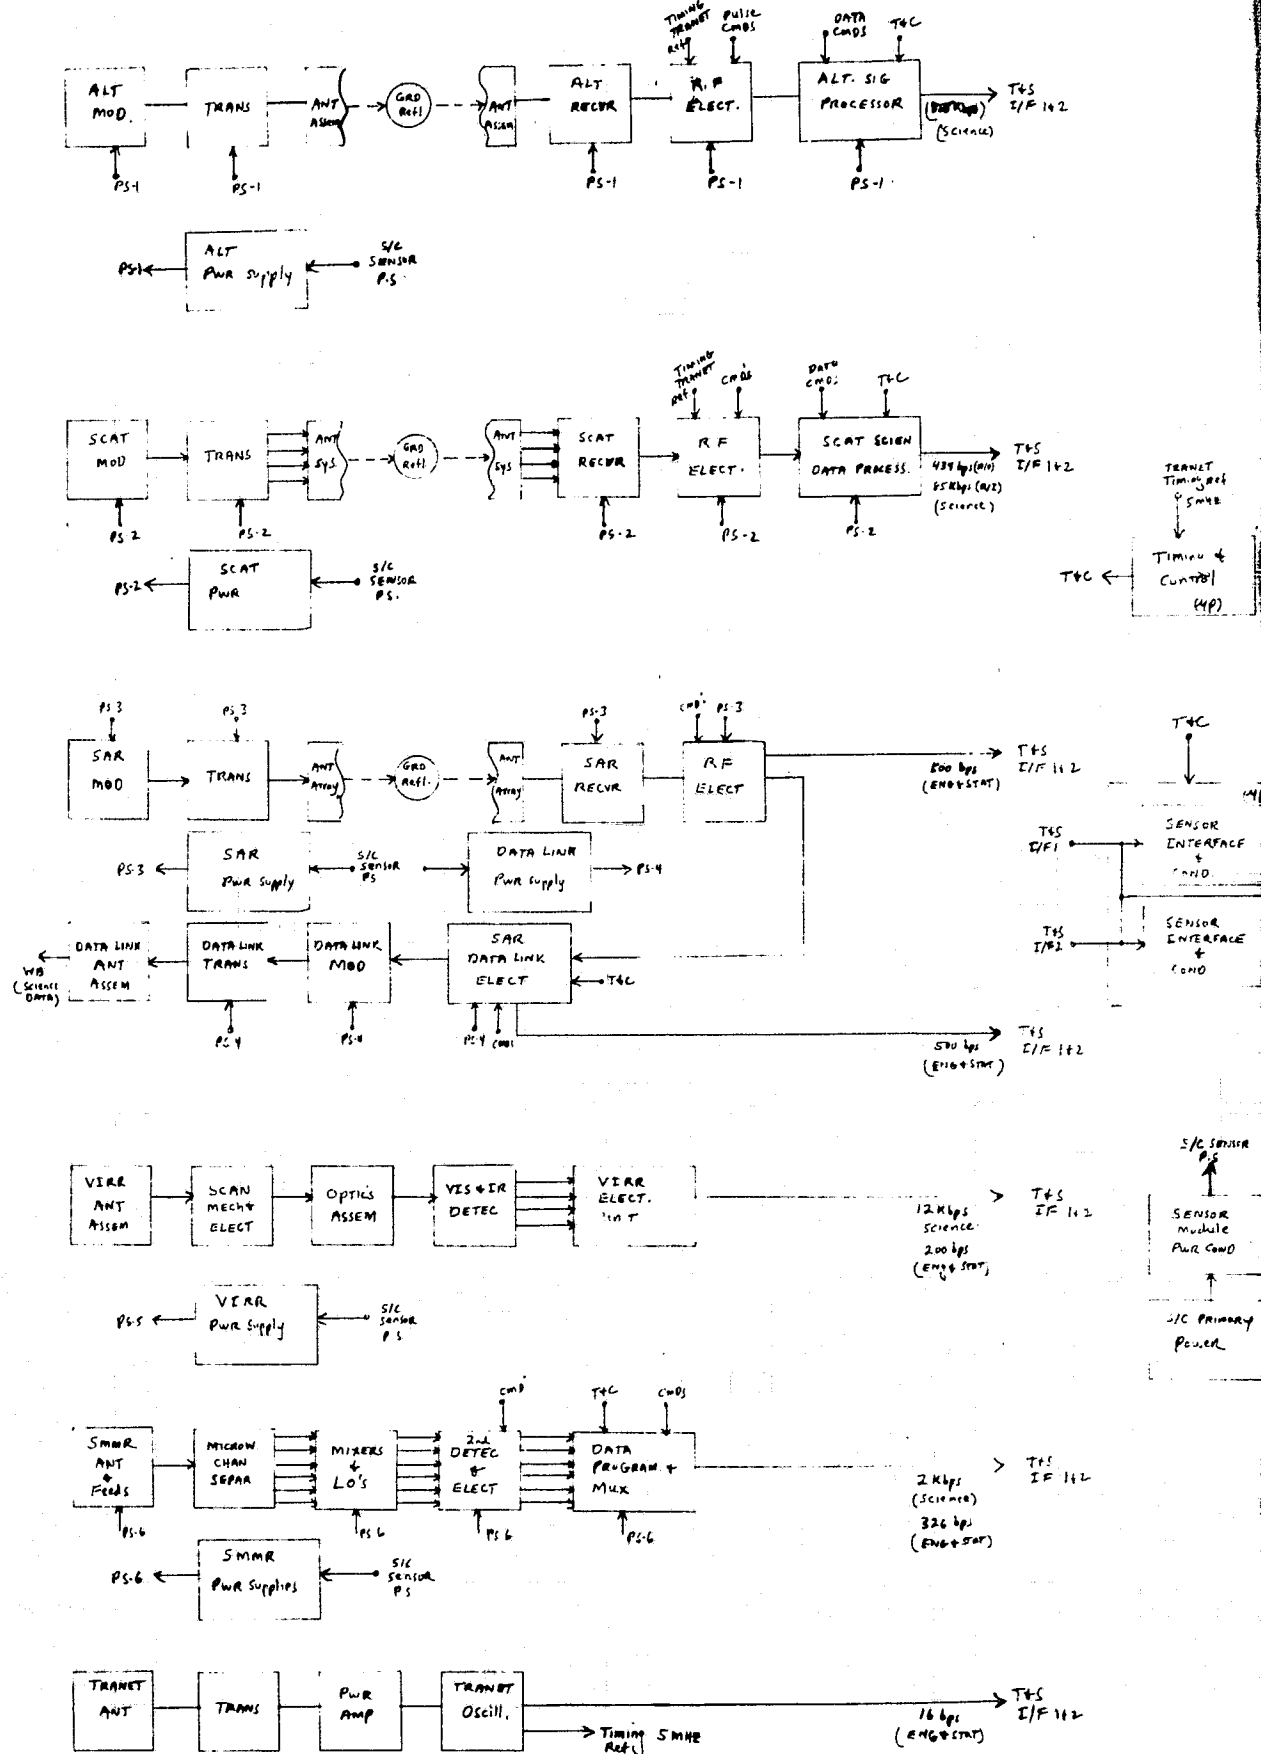 TIMING
TRANET
Ref.
Pulse
CMDS
DATA
CMDS
T&C
ALT
MOD.
TRANS
ANT
Assem
GRD
Refl
ANT
Assem
ALT
RECVR
R.F
ELECT.
ALT. SIG
PROCESSOR
T+S
I/F 1+2
(Science)
PS-1
PS-1
PS-1
PS-1
PS-1
ALT
PWR Supply
PS-1
S/C
SENSOR
P.S
TIMING
TRANET
Ref
CMDS
DATA
CMDS
T&C
SCAT
MOD
TRANS
ANT
Sys.
GRD
Refl.
ANT
Sys
SCAT
RECVR
RF
ELECT.
SCAT SCIEN
DATA PROCESS.
T+S
I/F 1+2
(Science)
PS-2
PS-2
PS-2
PS-2
PS-2
SCAT
PWR
PS-2
S/C
SENSOR
PS.
TRANET
Timing Ref
5MHZ
Timing &
Control
(4P)
T&C
PS-3
PS-3
PS-3
CMD'
PS-3
SAR
MOD
TRANS
ANT
Array
GRD
Refl.
ANT
Array
SAR
RECVR
RF
ELECT
500 bps
(ENG+STAT)
T+S
I/F 1+2
PS-3
SAR
PWR Supply
S/C
Sensor
PS
DATA LINK
PWR Supply
PS-4
WB
(Science
DATA)
DATA LINK
ANT
ASSEM
DATA LINK
TRANS
DATA LINK
MOD
SAR
DATA LINK
ELECT
T&C
PS-4
PS-4
PS-4
CMDS
500 bps
(ENG+STAT)
T+S
I/F 1+2
T&C
T+S
I/F1
SENSOR
INTERFACE
&
COND.
T+S
I/F2
SENSOR
INTERFACE
&
COND
VIRR
ANT
ASSEM
SCAN
MECH &
ELECT
OPTICS
ASSEM
VIS & IR
DETEC
VIRR
ELECT.
12 Kbps
Science
200 bps
(ENG & STAT)
T+S
IF 1+2
PS-5
VIRR
PWR Supply
S/C
Sensor
PS
S/C SENSOR
P.S
SENSOR
Module
PWR COND
S/C PRIMARY
Power
CMD'
T&C
CMDS
SMMR
ANT
&
Feeds
MICROW
CHAN
SEPAR
MIXERS
&
LO'S
2nd
DETEC
&
ELECT
DATA
PROGRAM. &
MUX
2 Kbps
(Science)
326 bps
(ENG+STAT)
T+S
IF 1+2
PS-6
PS-6
PS-6
PS-6
PS-6
SMMR
PWR Supplies
S/C
Sensor
PS
TRANET
ANT
TRANS
PWR
AMP
TRANET
Oscill.
16 bps
(ENG+STAT)
T+S
I/F 1+2
Timing 5MHZ
Ref